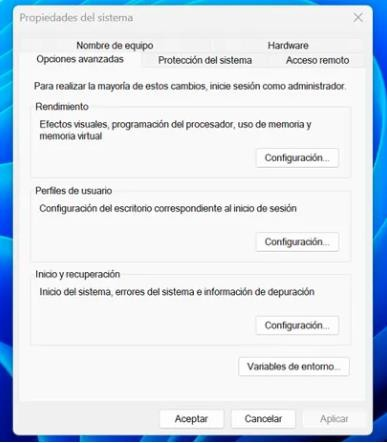 Propiedades del sistema
Nombre de equipo
Hardware
Opciones avanzadas
Protección del sistema
Acceso remoto
Para realizar la mayoría de estos cambios, inicie sesión como administrador.
Rendimiento
Efectos visuales, programación del procesador, uso de memoria y
memoria virtual
Configuración...
Perfiles de usuario
Configuración del escritorio correspondiente al inicio de sesión
Configuración...
Inicio y recuperación
Inicio del sistema, errores del sistema e información de depuración
Configuración...
Variables de entorno...
Aceptar
Cancelar
Aplicar